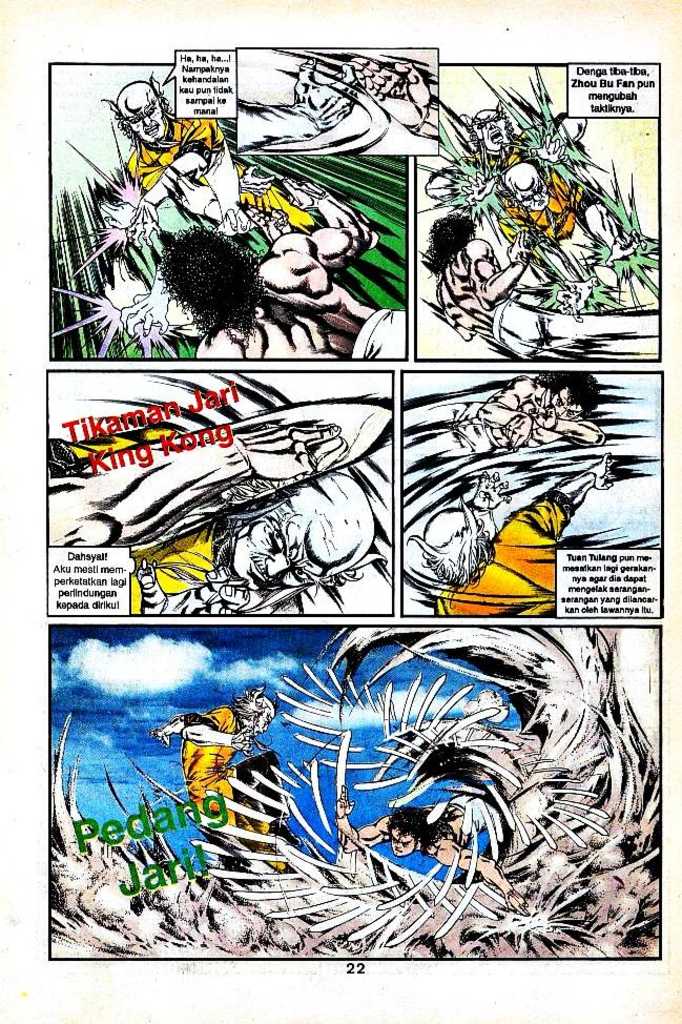 Ha, ha, ha...!
Nampaknya
kehandalan
kau pun tidak
sampai ke
mana!
Denga tiba-tiba,
Zhou Bu Fan pun
mengubah
taktiknya.
Tikaman Jari
King Kong
Dahsyat!
Aku mesti mem-
perketatkan lagi
perlindungan
kepada diriku!
Tuan Tulang pun me-
mesatkan lagi gerakan-
nya agar dia dapat
mengelak serangan-
serangan yang dilancar-
kan oleh lawannya itu.
Pedang
Jari!
22